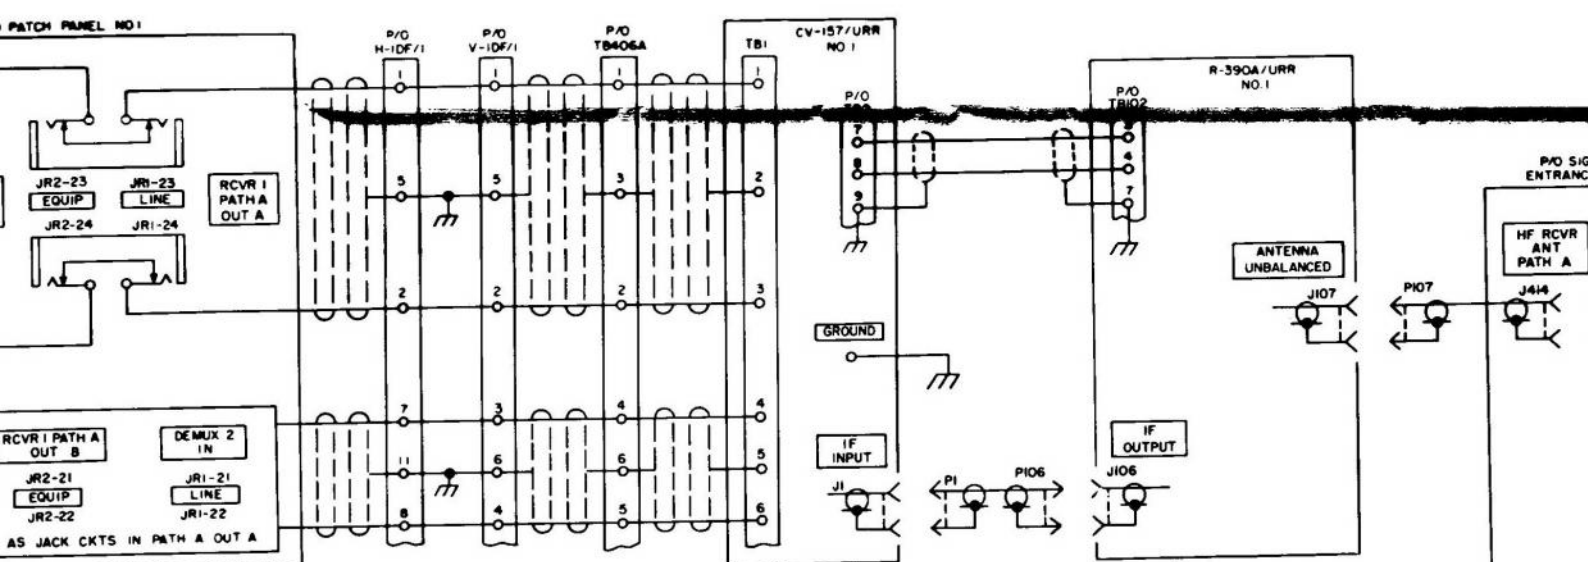 PATCH PANEL NO 1
P/O
H-IDF/1
P/O
V-IDF/1
P/O
TB406A
TB1
CV-157/URR
NO 1
R-390A/URR
NO. 1
P/O
P/O
TB102
1
1
1
1
7
8
9
4
7
JR2-23
EQUIP
JR2-24
JR1-23
LINE
JR1-24
RCVR 1
PATH A
OUT A
5
5
3
2
P/O SIG
ENTRANC
ANTENNA
UNBALANCED
HF RCVR
ANT
PATH A
J107
P107
J414
2
2
2
3
GROUND
RCVR 1 PATH A
OUT B
DEMUX 2
IN
JR2-21
EQUIP
JR2-22
JR1-21
LINE
JR1-22
AS JACK CKTS IN PATH A OUT A
7
3
4
4
11
6
6
5
8
4
5
6
IF
INPUT
IF
OUTPUT
J1
P1
P106
J106